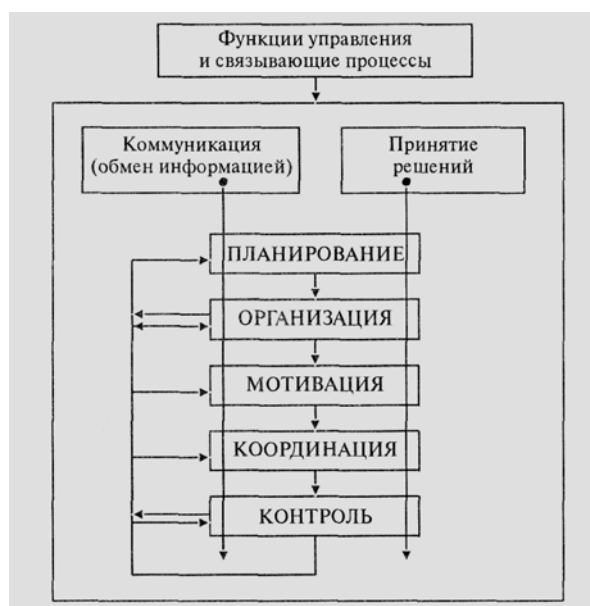 Функции управления
и связывающие процессы
Коммуникация
(обмен информацией)
Принятие
решений
ПЛАНИРОВАНИЕ
ОРГАНИЗАЦИЯ
МОТИВАЦИЯ
КООРДИНАЦИЯ
КОНТРОЛЬ